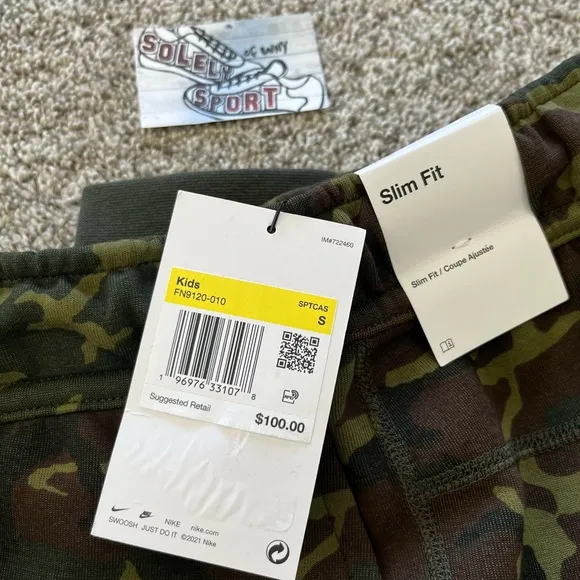 SOLELY OF WNY
SPORT
Slim Fit
Slim Fit / Coupe Ajustée
IM#722460
Kids
FN9120-010
SPTCAS
S
1 96976 33107 8
Suggested Retail
$100.00
NIKE
nike.com
SWOOSH JUST DO IT ©2021 Nike